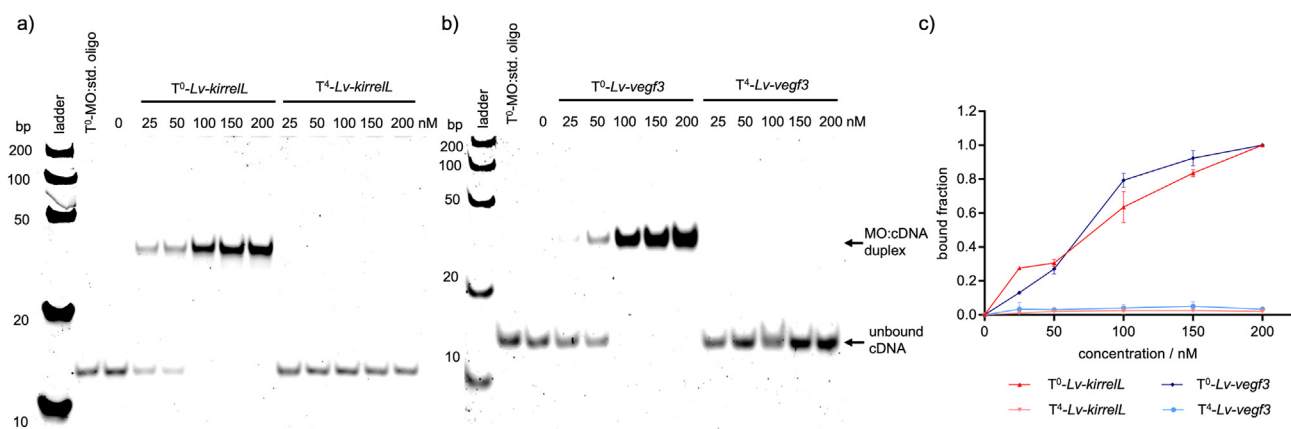 a)
T⁰-MO:std. oligo
ladder
T⁰-Lv-kirrelL
T⁴-Lv-kirrelL
bp
0
25 50 100 150 200
25 50 100 150 200 nM
200
100
50
20
10
b)
T⁰-MO:std. oligo
ladder
T⁰-Lv-vegf3
T⁴-Lv-vegf3
bp
0
25 50 100 150 200
25 50 100 150 200 nM
200
100
50
20
10
MO:cDNA
duplex
unbound
cDNA
c)
bound fraction
1.2
1.0
0.8
0.6
0.4
0.2
0.0
0 50 100 150 200
concentration / nM
T⁰-Lv-kirrelL
T⁰-Lv-vegf3
T⁴-Lv-kirrelL
T⁴-Lv-vegf3